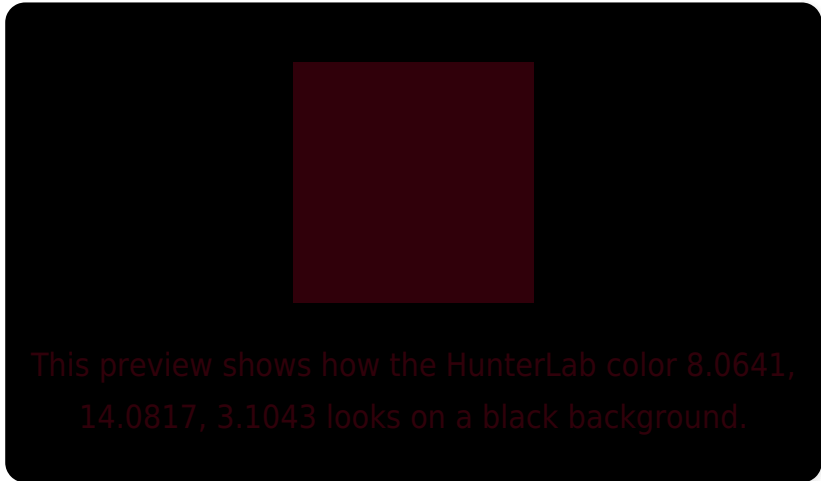 This preview shows how the HunterLab color 8.0641,
14.0817, 3.1043 looks on a black background.